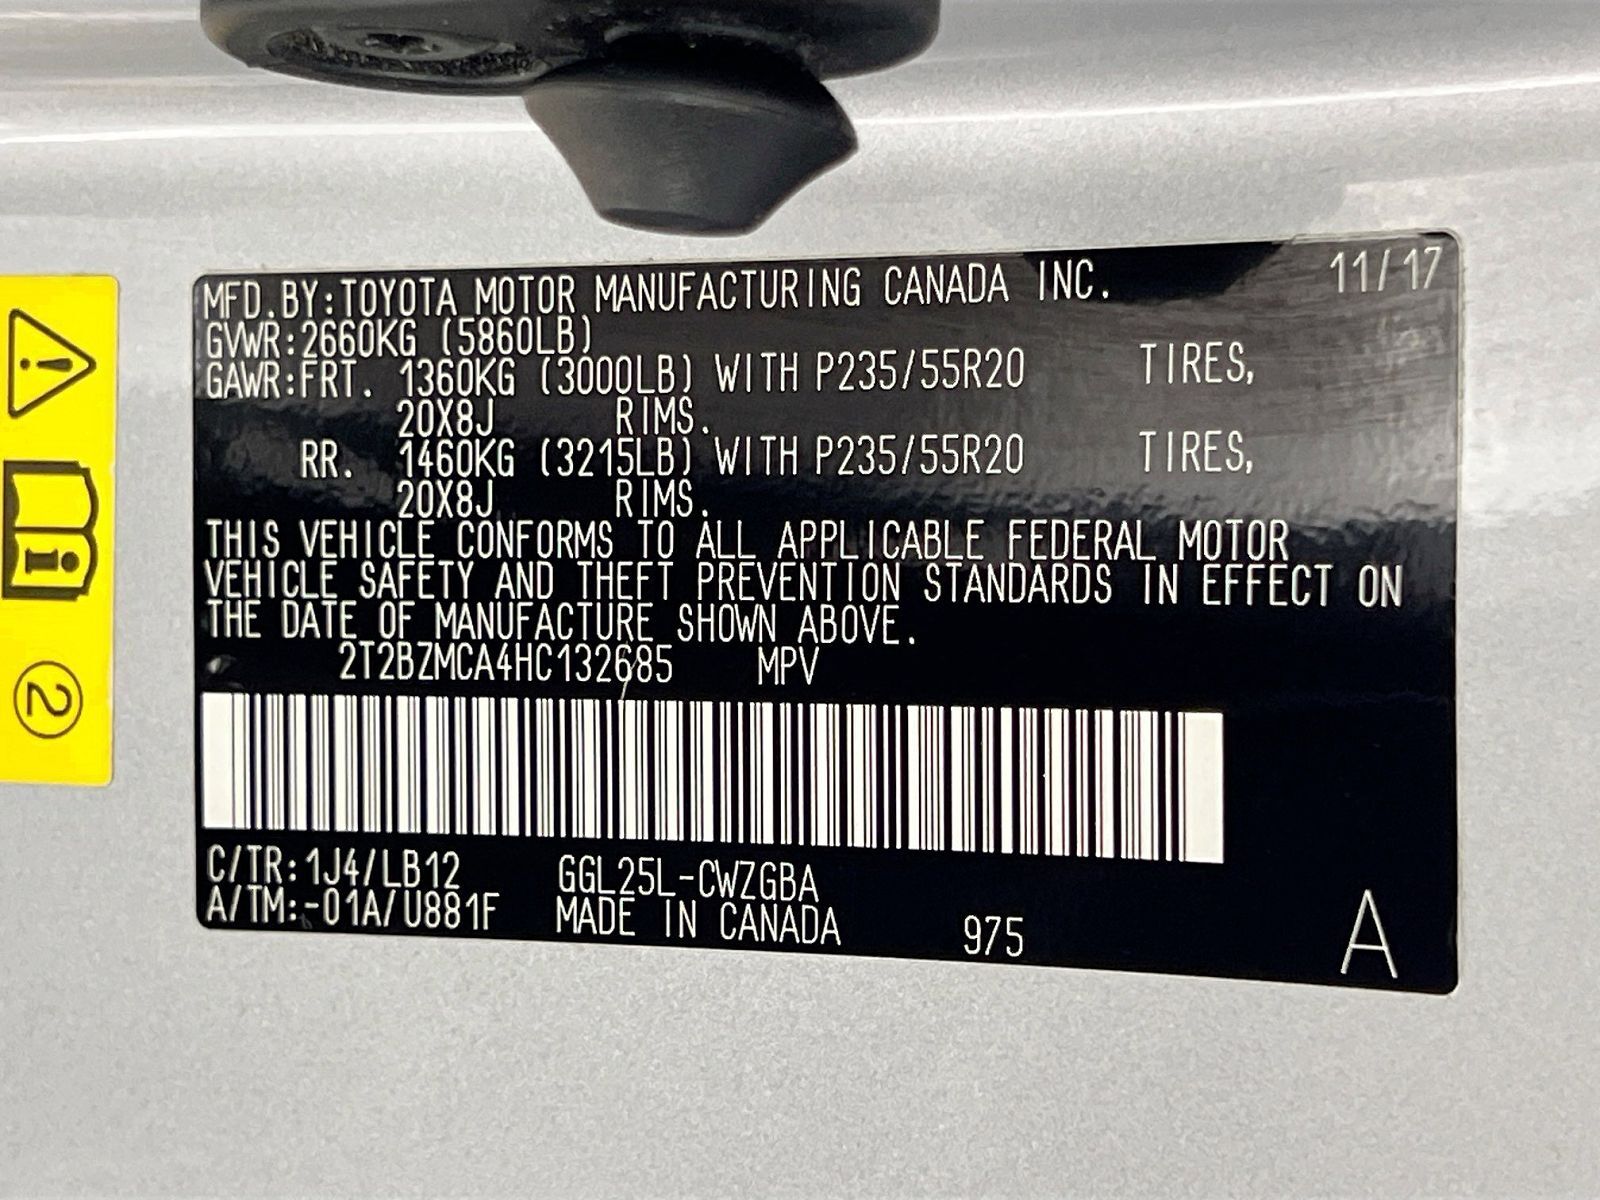 MFD.BY:TOYOTA MOTOR MANUFACTURING CANADA INC. 11/17
GVWR:2660KG (5860LB)
GAWR:FRT. 1360KG (3000LB) WITH P235/55R20 TIRES,
20X8J RIMS.
RR. 1460KG (3215LB) WITH P235/55R20 TIRES,
20X8J RIMS.
THIS VEHICLE CONFORMS TO ALL APPLICABLE FEDERAL MOTOR
VEHICLE SAFETY AND THEFT PREVENTION STANDARDS IN EFFECT ON
THE DATE OF MANUFACTURE SHOWN ABOVE.
2T2BZMCA4HC132685 MPV
C/TR:1J4/LB12 GGL25L-CWZGBA
A/TM:-01A/U881F MADE IN CANADA 975 A
2